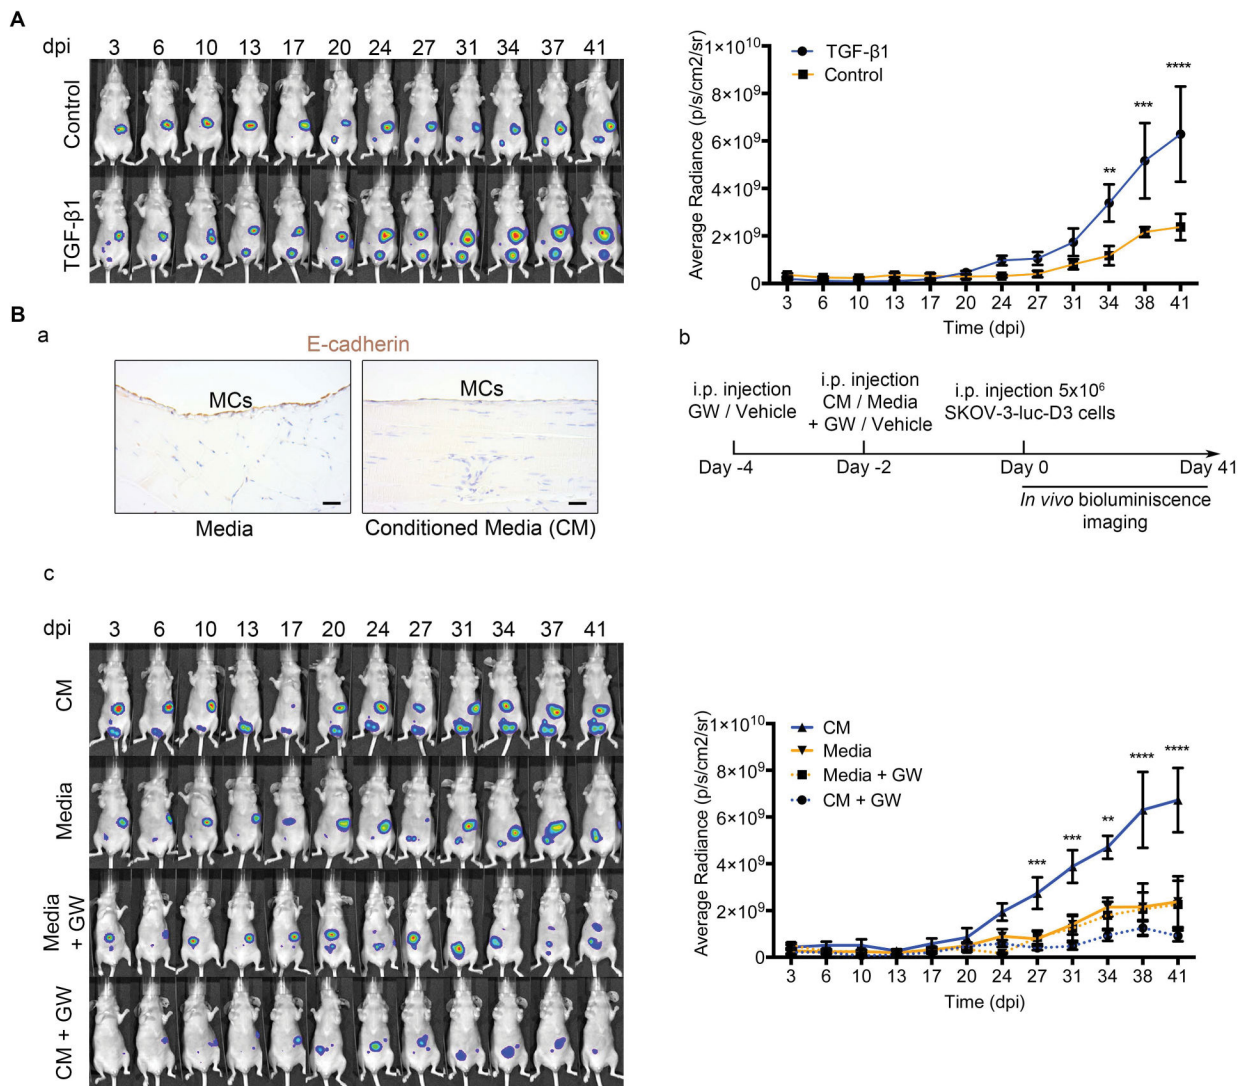 A
dpi 3 6 10 13 17 20 24 27 31 34 37 41
Control
TGF-β1
Average Radiance (p/s/cm2/sr)
1×10¹⁰
8×10⁹
6×10⁹
4×10⁹
2×10⁹
0
TGF-β1
Control
**
***
****
3 6 10 13 17 20 24 27 31 34 38 41
Time (dpi)
B
a
E-cadherin
MCs
MCs
Media
Conditioned Media (CM)
b
i.p. injection
GW / Vehicle
i.p. injection
CM / Media
+ GW / Vehicle
i.p. injection 5x10⁶
SKOV-3-luc-D3 cells
Day -4
Day -2
Day 0
Day 41
In vivo bioluminiscence
imaging
c
dpi 3 6 10 13 17 20 24 27 31 34 37 41
CM
Media
Media
+ GW
CM + GW
Average Radiance (p/s/cm2/sr)
1×10¹⁰
8×10⁹
6×10⁹
4×10⁹
2×10⁹
0
CM
Media
Media + GW
CM + GW
***
***
**
****
****
3 6 10 13 17 20 24 27 31 34 38 41
Time (dpi)